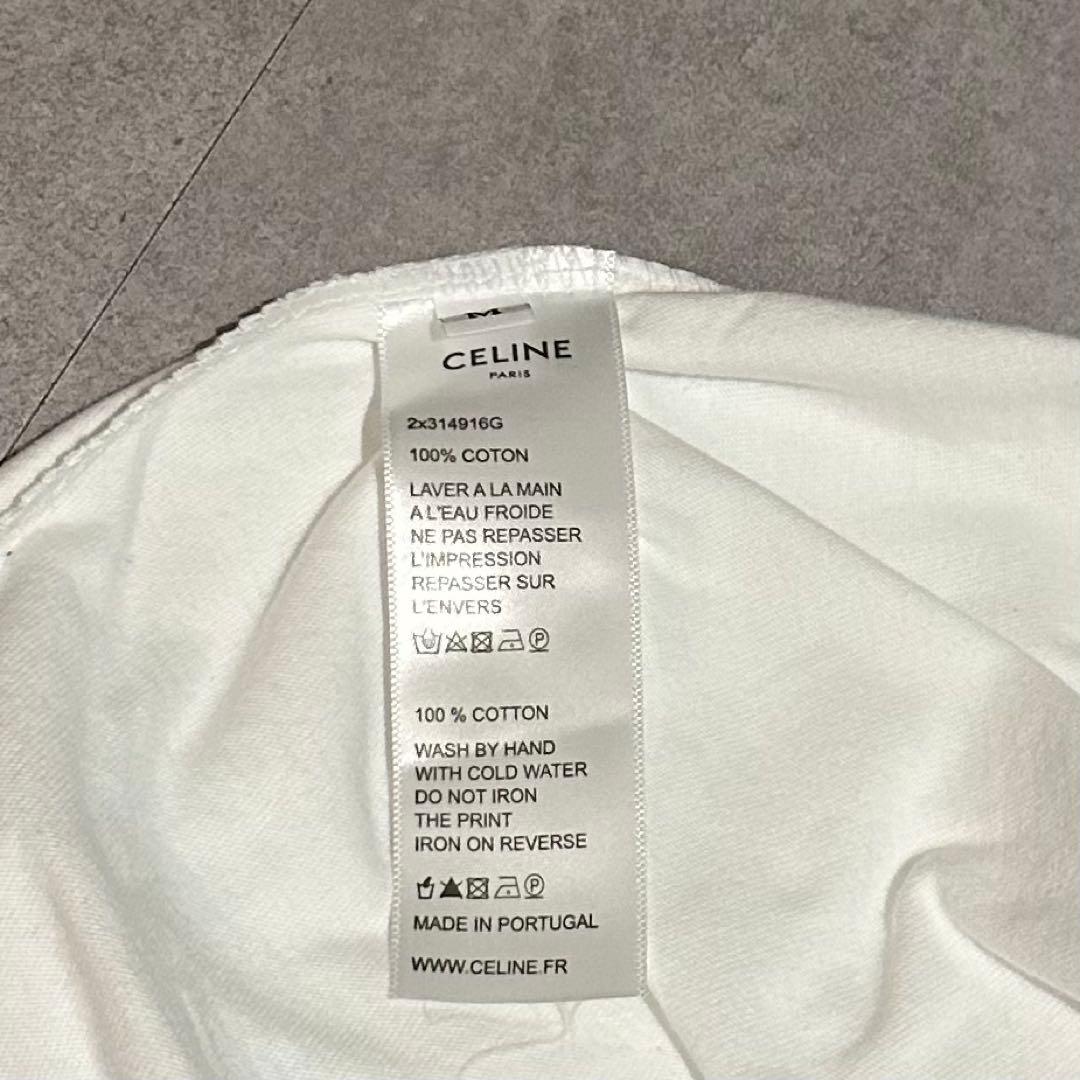 M
CELINE
PARIS
2x314916G
100% COTON
LAVER A LA MAIN
A L'EAU FROIDE
NE PAS REPASSER
L'IMPRESSION
REPASSER SUR
L'ENVERS
P
100 % COTTON
WASH BY HAND
WITH COLD WATER
DO NOT IRON
THE PRINT
IRON ON REVERSE
P
MADE IN PORTUGAL
WWW.CELINE.FR